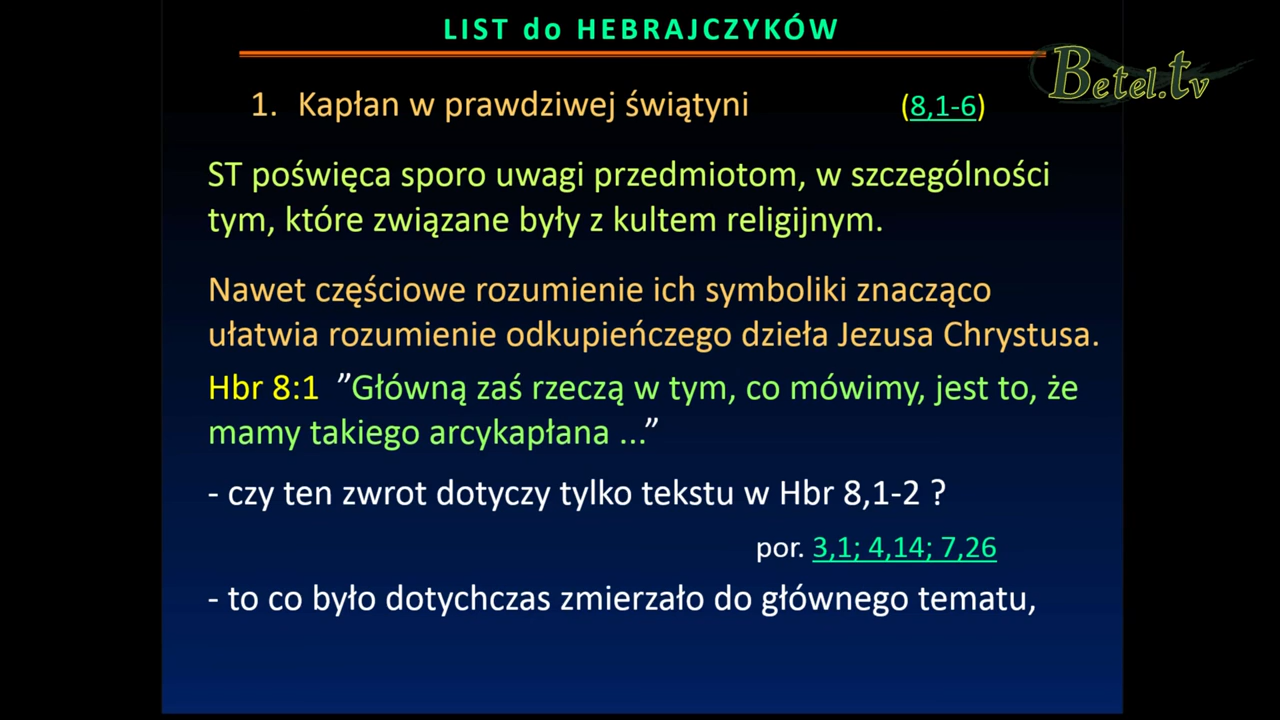 LIST do HEBRAJCZYKÓW
Betel.tv
1. Kapłan w prawdziwej świątyni (8,1-6)
ST poświęca sporo uwagi przedmiotom, w szczególności
tym, które związane były z kultem religijnym.
Nawet częściowe rozumienie ich symboliki znacząco
ułatwia rozumienie odkupieńczego dzieła Jezusa Chrystusa.
Hbr 8:1 ”Główną zaś rzeczą w tym, co mówimy, jest to, że
mamy takiego arcykapłana ...”
- czy ten zwrot dotyczy tylko tekstu w Hbr 8,1-2 ?
por. 3,1; 4,14; 7,26
- to co było dotychczas zmierzało do głównego tematu,